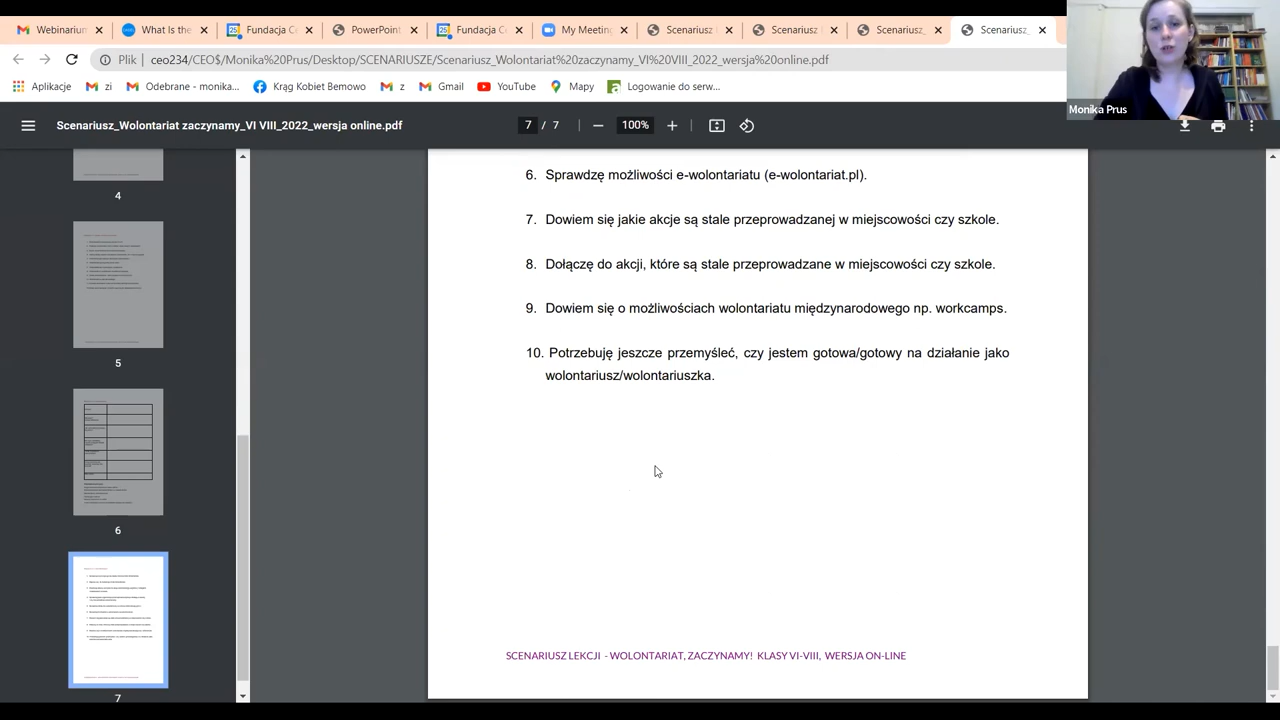 Webinarium
What Is the
Fundacja Ce
PowerPoint
Fundacja Ce
My Meeting
Scenariusz
Scenariusz
Scenariusz_
Scenariusz_
Plik
ceo234/CEO$/Monika%20Prus/Desktop/SCENARIUSZE/Scenariusz_Wolontariat%20zaczynamy_VI%20VIII_2022_wersja%20online.pdf
Aplikacje
zi
Odebrane - monika...
Krąg Kobiet Bemowo
z
Gmail
YouTube
Mapy
Logowanie do serw...
Monika Prus
Scenariusz_Wolontariat zaczynamy_VI VIII_2022_wersja online.pdf
7 / 7
100%
4
5
6
7
6. Sprawdzę możliwości e-wolontariatu (e-wolontariat.pl).
7. Dowiem się jakie akcje są stale przeprowadzanej w miejscowości czy szkole.
8. Dołączę do akcji, które są stale przeprowadzane w miejscowości czy szkole.
9. Dowiem się o możliwościach wolontariatu międzynarodowego np. workcamps.
10. Potrzebuję jeszcze przemyśleć, czy jestem gotowa/gotowy na działanie jako
wolontariusz/wolontariuszka.
SCENARIUSZ LEKCJI - WOLONTARIAT, ZACZYNAMY! KLASY VI-VIII, WERSJA ON-LINE